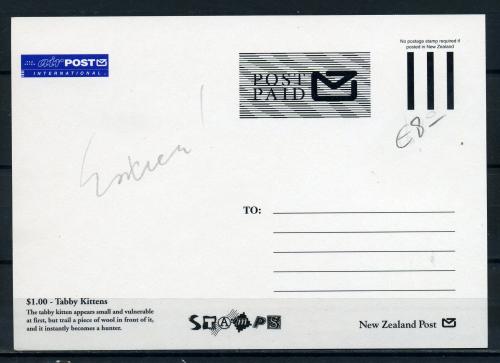 airPOST
INTERNATIONAL
No postage stamp required if
posted in New Zealand
POST
PAID
€8-
TO:
$1.00 - Tabby Kittens
The tabby kitten appears small and vulnerable
at first, but trail a piece of wool in front of it,
and it instantly becomes a hunter.
STAMPS
New Zealand Post